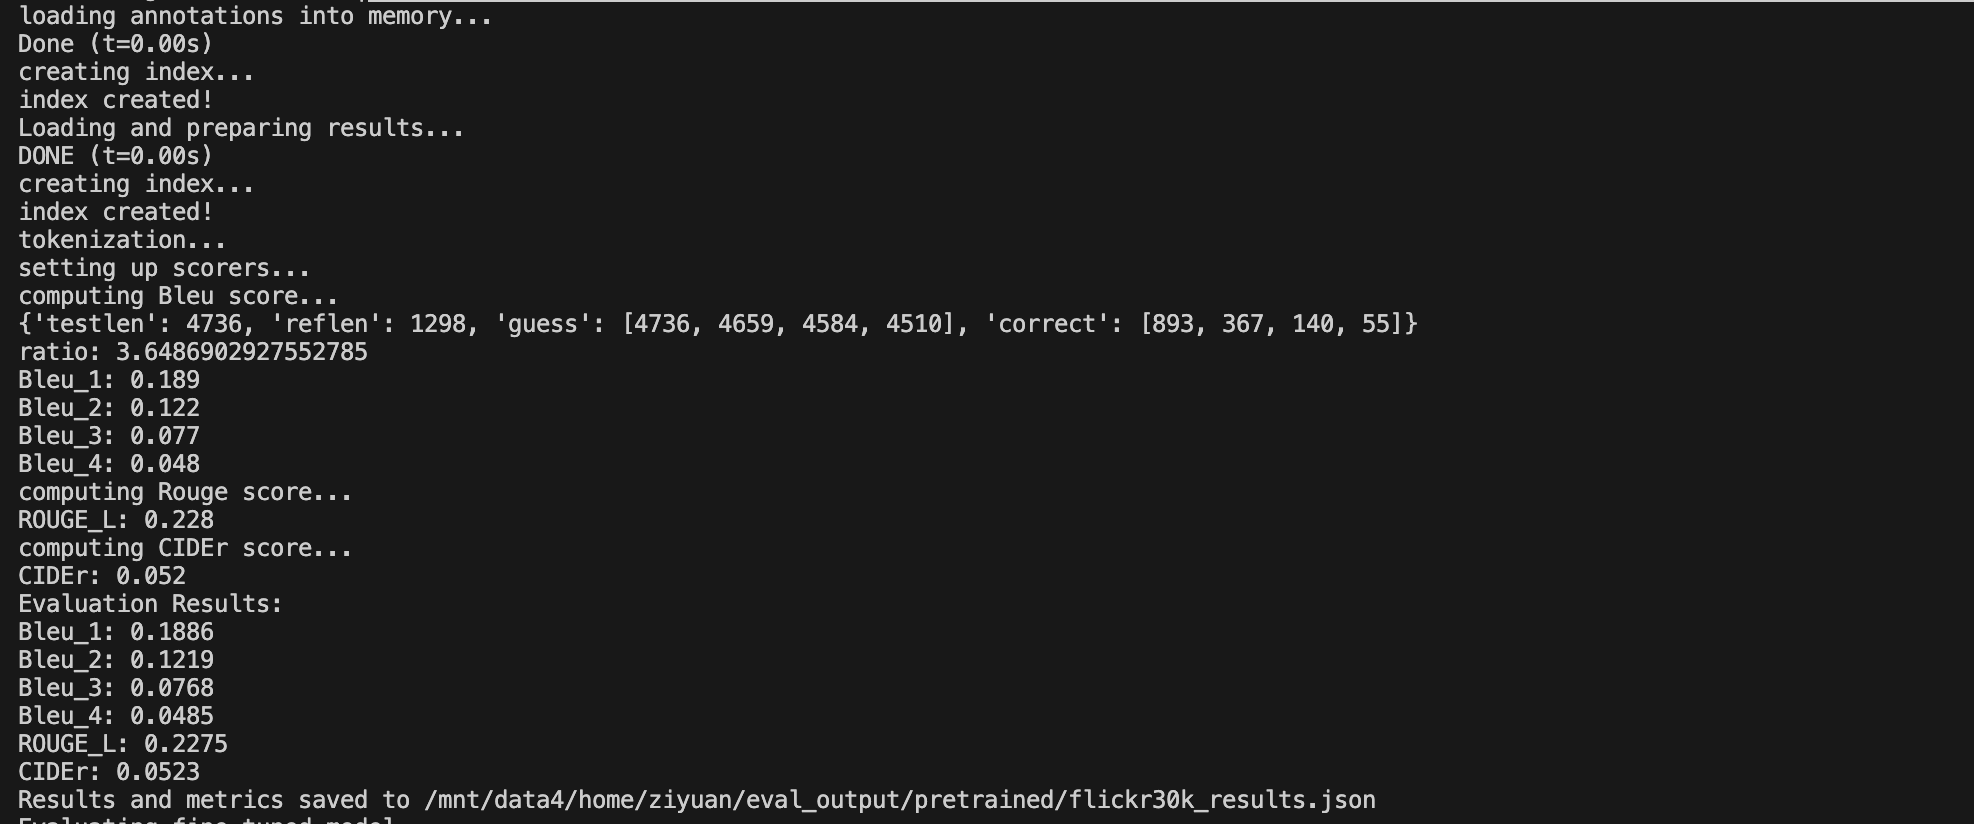 loading annotations into memory...
Done (t=0.00s)
creating index...
index created!
Loading and preparing results...
DONE (t=0.00s)
creating index...
index created!
tokenization...
setting up scorers...
computing Bleu score...
{'testlen': 4736, 'reflen': 1298, 'guess': [4736, 4659, 4584, 4510], 'correct': [893, 367, 140, 55]}
ratio: 3.6486902927552785
Bleu_1: 0.189
Bleu_2: 0.122
Bleu_3: 0.077
Bleu_4: 0.048
computing Rouge score...
ROUGE_L: 0.228
computing CIDEr score...
CIDEr: 0.052
Evaluation Results:
Bleu_1: 0.1886
Bleu_2: 0.1219
Bleu_3: 0.0768
Bleu_4: 0.0485
ROUGE_L: 0.2275
CIDEr: 0.0523
Results and metrics saved to /mnt/data4/home/ziyuan/eval_output/pretrained/flickr30k_results.json
Evaluating fine-tuned model